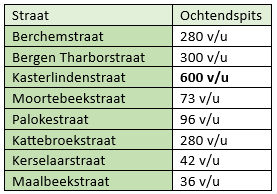 Straat Ochtendspits
Berchemstraat 280 v/u
Bergen Tharborstraat 300 v/u
Kasterlindenstraat 600 v/u
Moortebeekstraat 73 v/u
Palokestraat 96 v/u
Kattebroekstraat 280 v/u
Kerselaarstraat 42 v/u
Maalbeekstraat 36 v/u